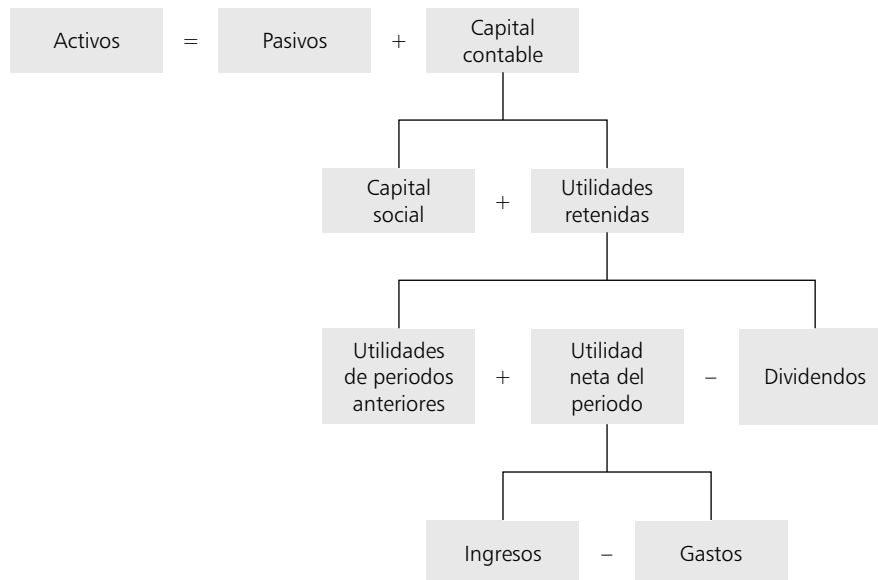 Activos = Pasivos + Capital
contable
Capital
social
+
Utilidades
retenidas
Utilidades
de periodos
anteriores
+
Utilidad
neta del
periodo
–
Dividendos
Ingresos – Gastos